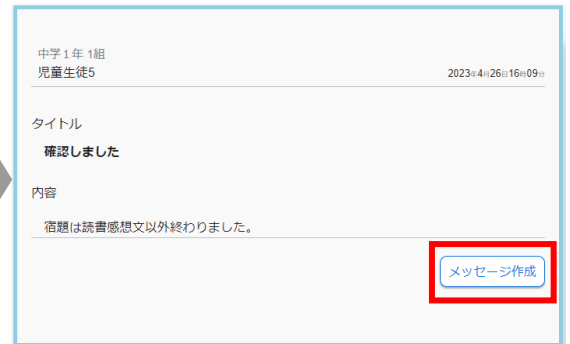 中学1年 1組
児童生徒5
2023年4月26日16時09分
タイトル
確認しました
内容
宿題は読書感想文以外終わりました。
メッセージ作成